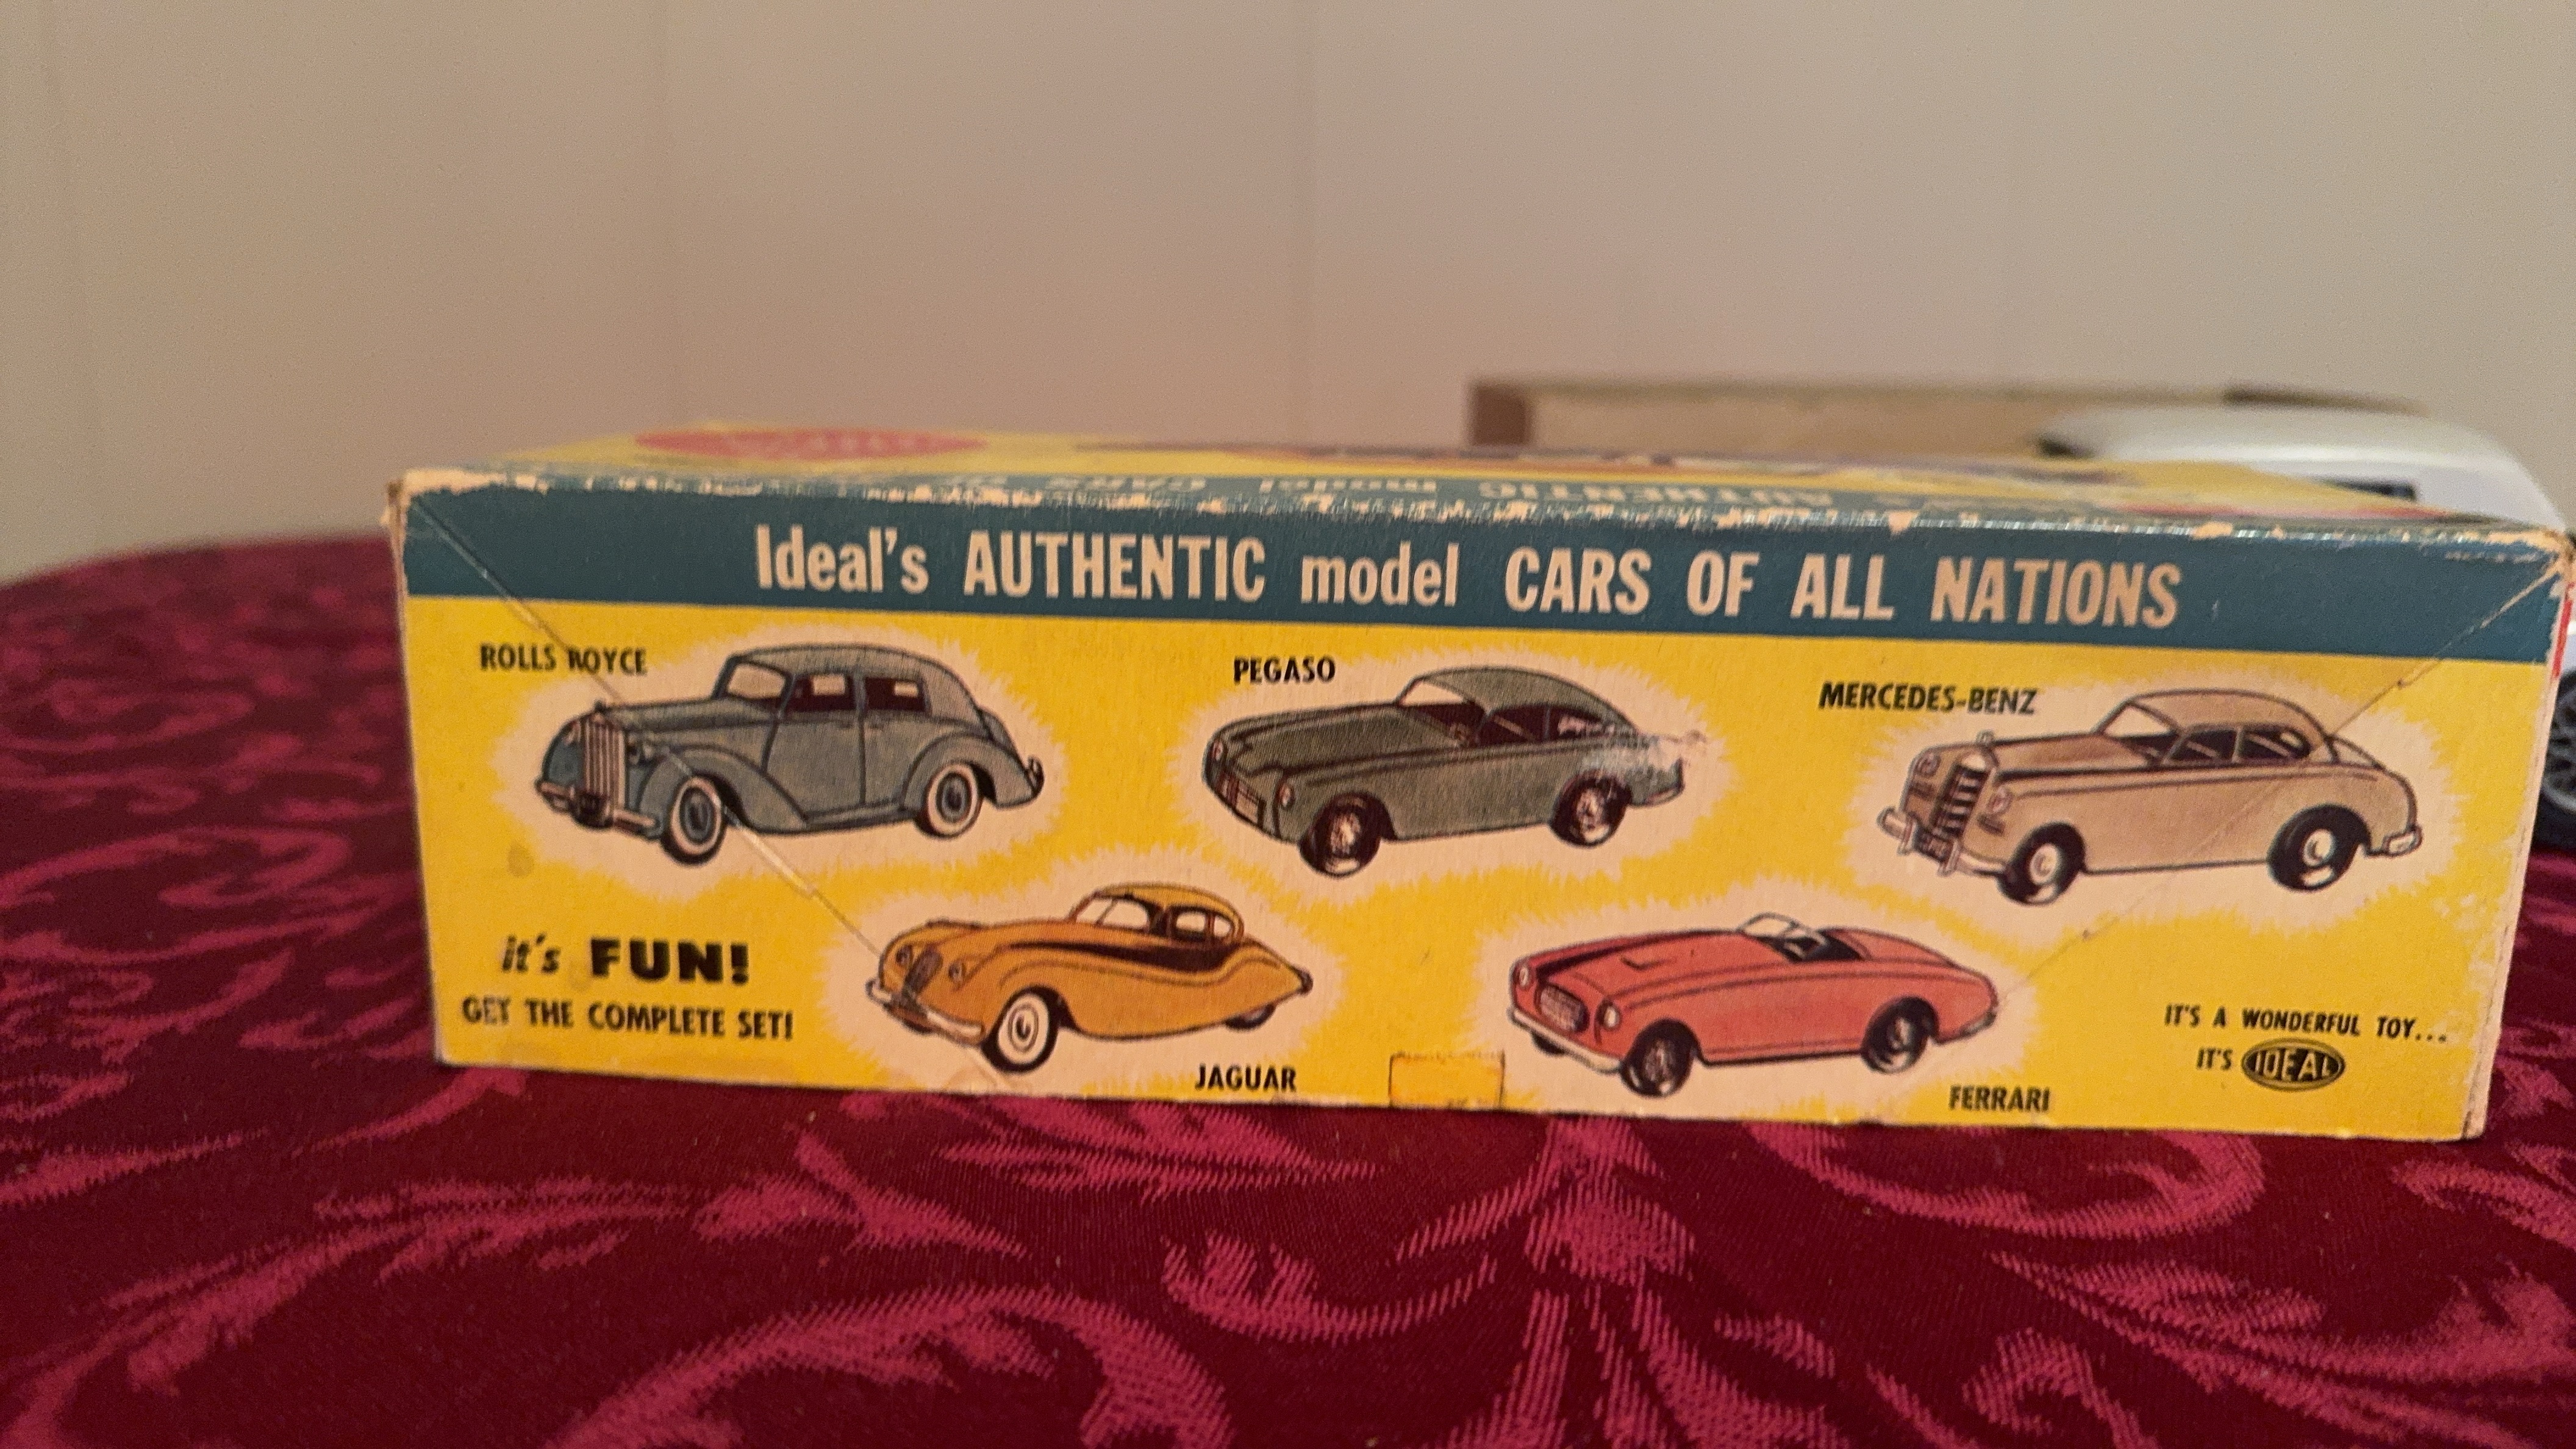 Ideal's AUTHENTIC model CARS OF ALL NATIONS
ROLLS ROYCE
PEGASO
MERCEDES-BENZ
it's FUN!
GET THE COMPLETE SET!
JAGUAR
FERRARI
IT'S A WONDERFUL TOY...
IT'S IDEAL